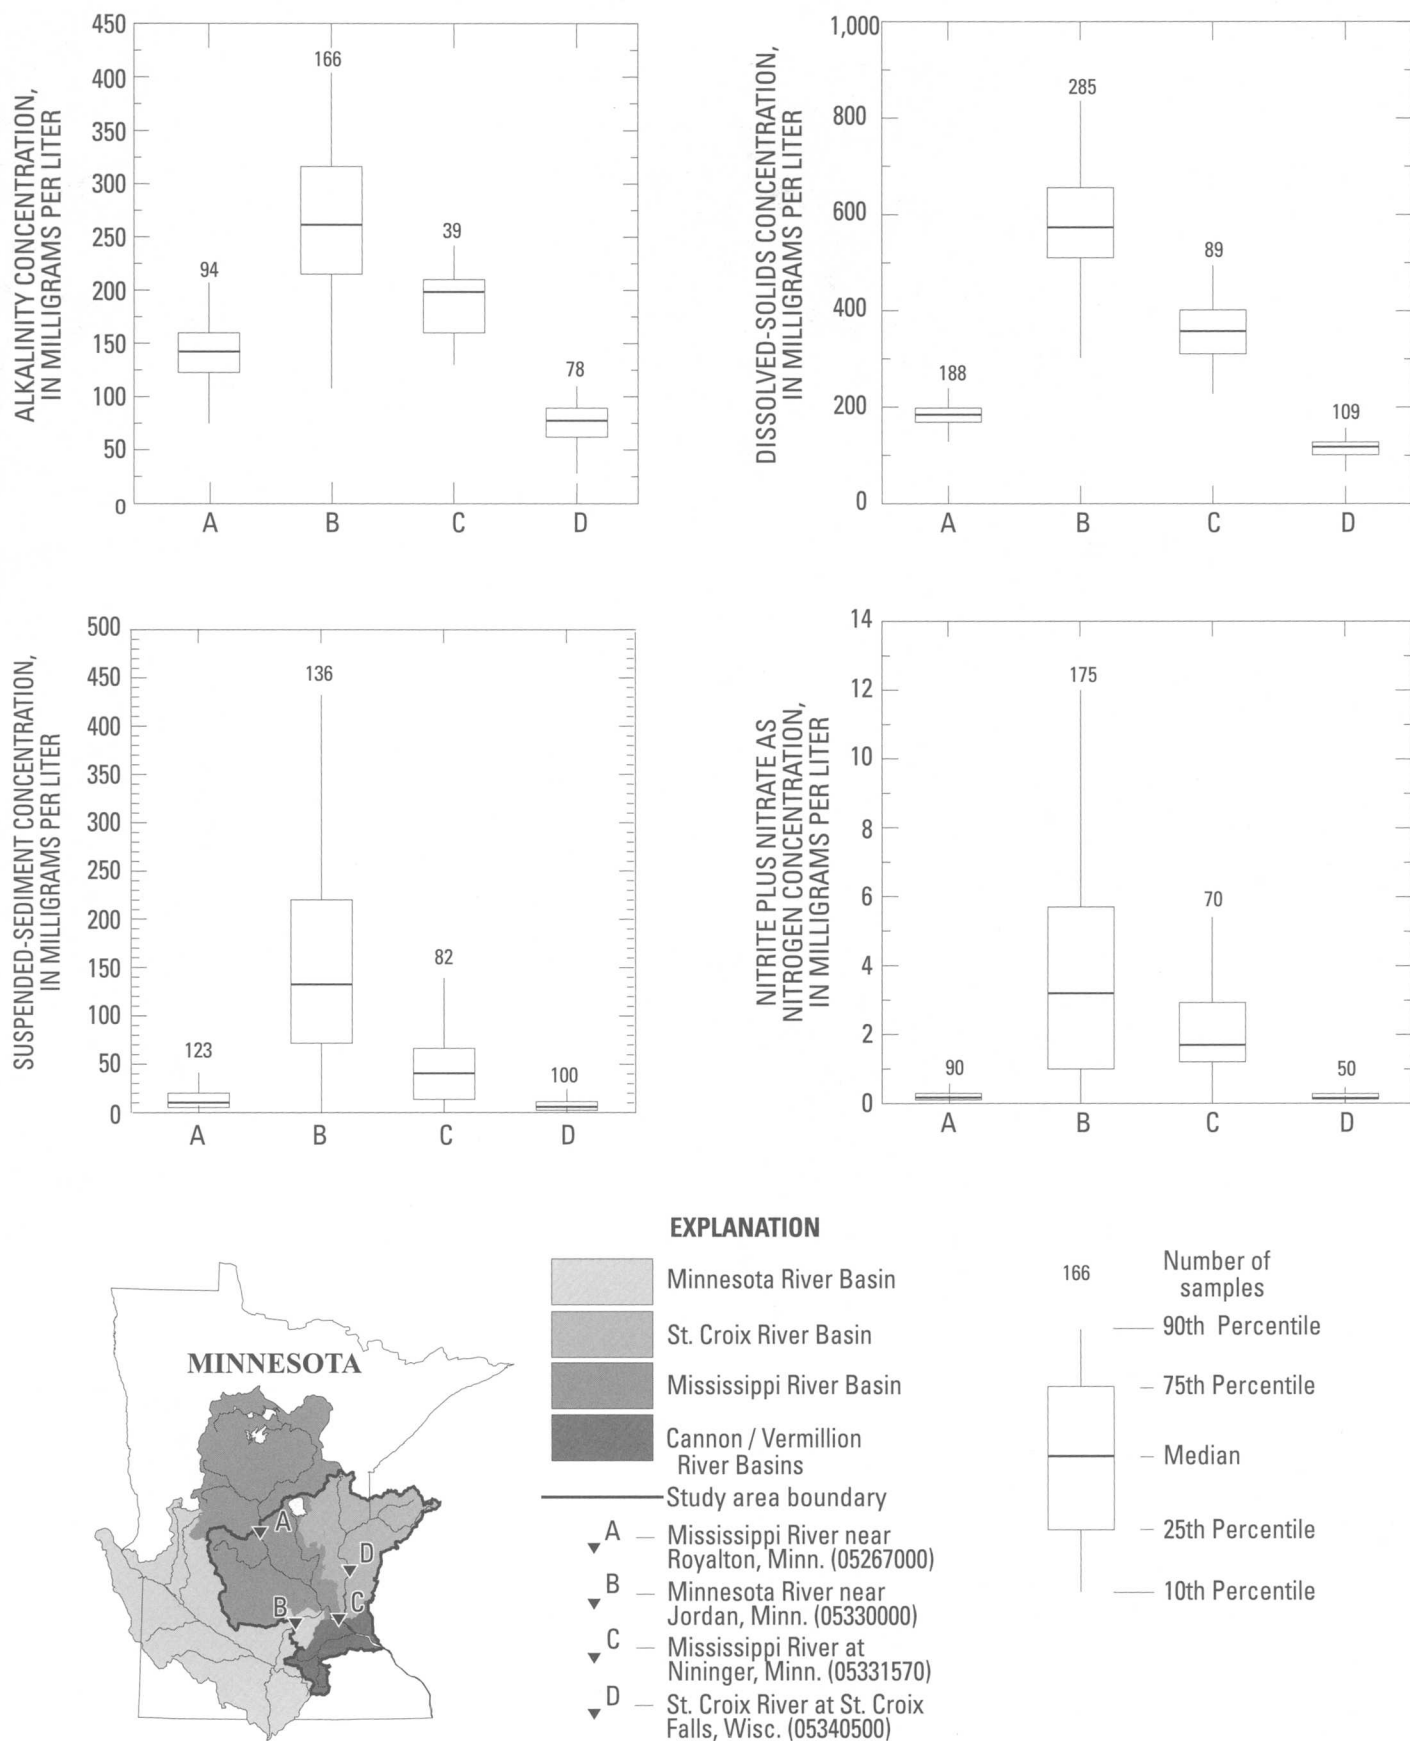 ALKALINITY CONCENTRATION,
IN MILLIGRAMS PER LITER
450
400
350
300
250
200
150
100
50
0
94
166
39
78
A
B
C
D
DISSOLVED-SOLIDS CONCENTRATION,
IN MILLIGRAMS PER LITER
1,000
800
600
400
200
0
188
285
89
109
A
B
C
D
SUSPENDED-SEDIMENT CONCENTRATION,
IN MILLIGRAMS PER LITER
500
450
400
350
300
250
200
150
100
50
0
123
136
82
100
A
B
C
D
NITRITE PLUS NITRATE AS
NITROGEN CONCENTRATION,
IN MILLIGRAMS PER LITER
14
12
10
8
6
4
2
0
90
175
70
50
A
B
C
D
MINNESOTA
A
D
B
C
EXPLANATION
Minnesota River Basin
St. Croix River Basin
Mississippi River Basin
Cannon / Vermillion
River Basins
Study area boundary
A Mississippi River near
Royalton, Minn. (05267000)
B Minnesota River near
Jordan, Minn. (05330000)
C Mississippi River at
Nininger, Minn. (05331570)
D St. Croix River at St. Croix
Falls, Wisc. (05340500)
166 Number of
samples
90th Percentile
75th Percentile
Median
25th Percentile
10th Percentile